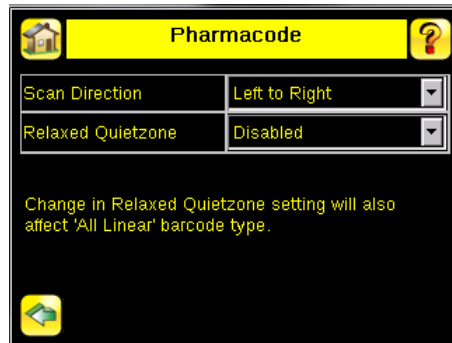 Pharmacode
?
Scan Direction Left to Right
Relaxed Quietzone Disabled
Change in Relaxed Quietzone setting will also
affect 'All Linear' barcode type.